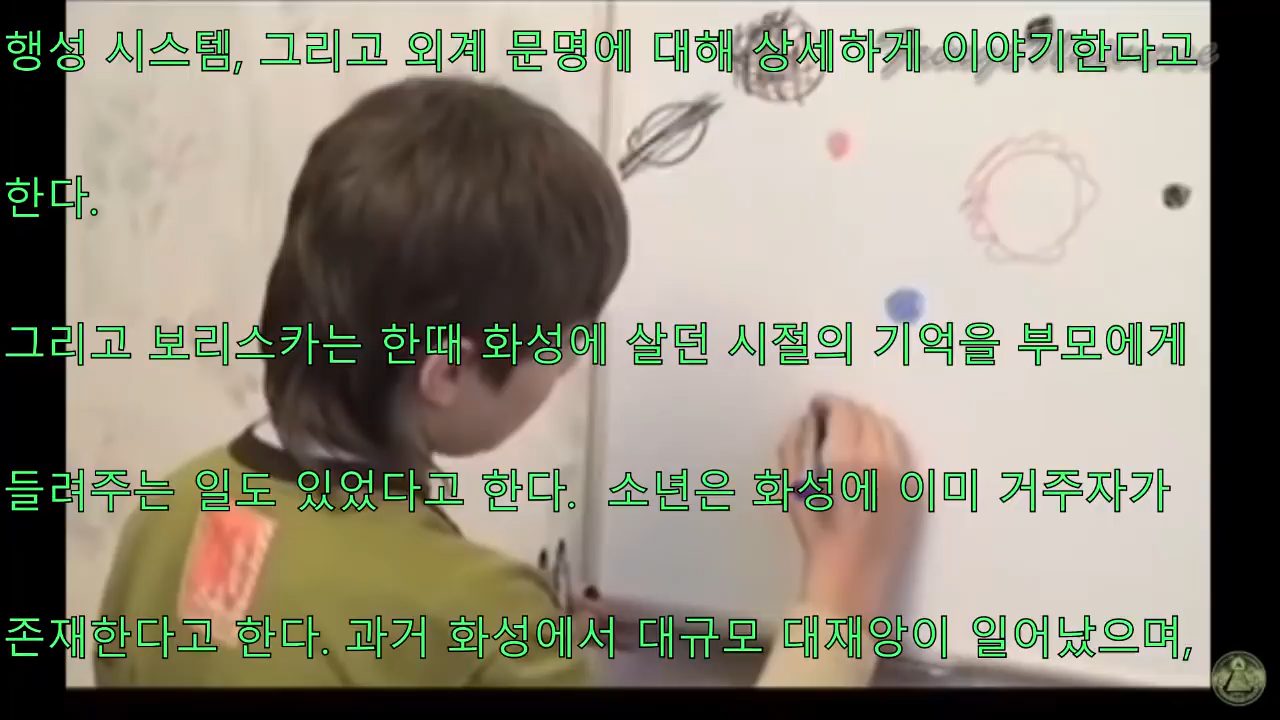 행성 시스템, 그리고 외계 문명에 대해 상세하게 이야기한다고
한다.
그리고 보리스카는 한때 화성에 살던 시절의 기억을 부모에게
들려주는 일도 있었다고 한다. 소년은 화성에 이미 거주자가
존재한다고 한다. 과거 화성에서 대규모 대재앙이 일어났으며,